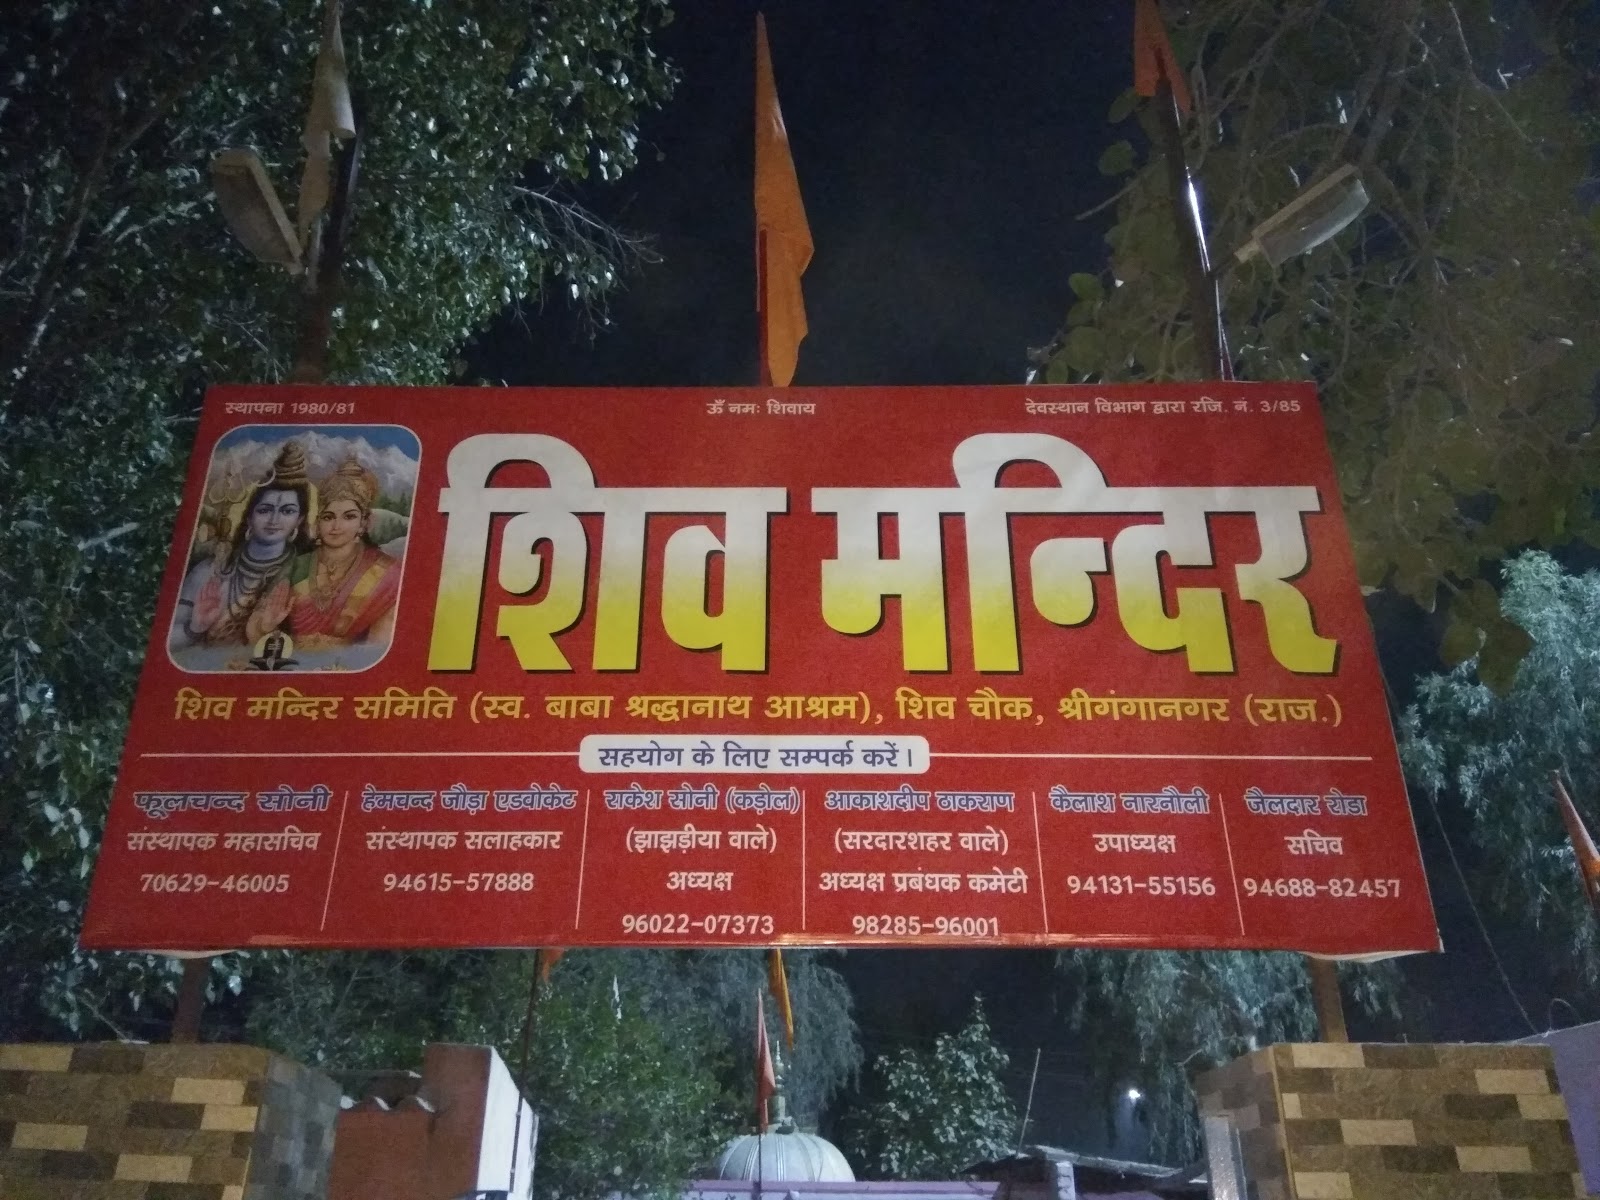 स्थापना 1980/81
ऊँ नमः शिवाय
देवस्थान विभाग द्वारा रजि. नं. 3/85
शिव मन्दिर
शिव मन्दिर समिति (स्व. बाबा श्रद्धानाथ आश्रम), शिव चौक, श्रीगंगानगर (राज.)
सहयोग के लिए सम्पर्क करें।
फूलचन्द सोनी
संस्थापक महासचिव
70629-46005
हेमचन्द जौड़ा एडवोकेट
संस्थापक सलाहकार
94615-57888
राकेश सोनी (कड़ोल)
(झाझड़ीया वाले)
अध्यक्ष
96022-07373
आकाशदीप ठाकराण
(सरदारशहर वाले)
अध्यक्ष प्रबंधक कमेटी
98285-96001
कैलाश नारनौली
उपाध्यक्ष
94131-55156
जैलदार रोडा
सचिव
94688-82457